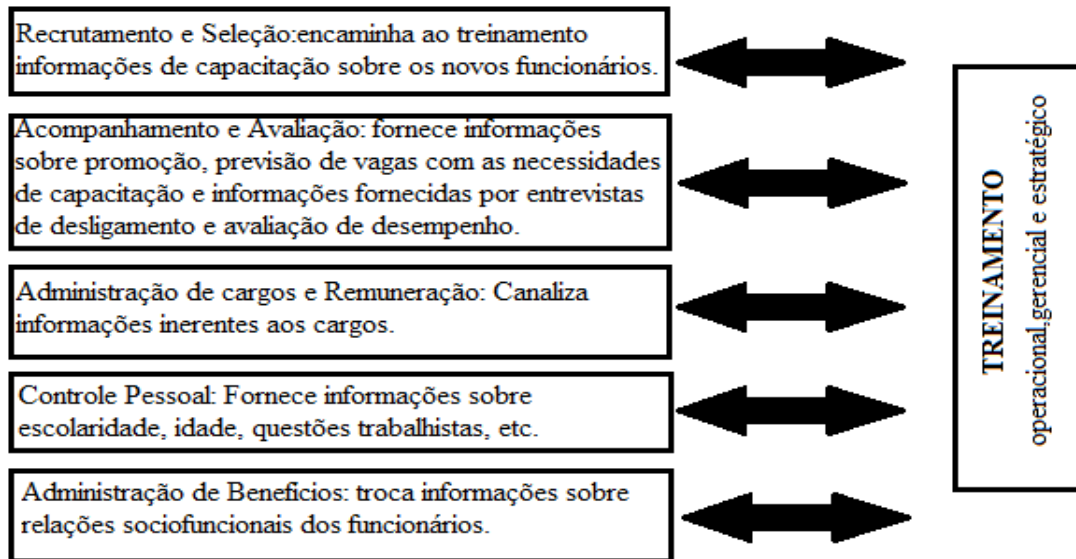 Recrutamento e Seleção:encaminha ao treinamento
informações de capacitação sobre os novos funcionários.
Acompanhamento e Avaliação: fornece informações
sobre promoção, previsão de vagas com as necessidades
de capacitação e informações fornecidas por entrevistas
de desligamento e avaliação de desempenho.
Administração de cargos e Remuneração: Canaliza
informações inerentes aos cargos.
Controle Pessoal: Fornece informações sobre
escolaridade, idade, questões trabalhistas, etc.
Administração de Benefícios: troca informações sobre
relações sociofuncionais dos funcionários.
TREINAMENTO
operacional,gerencial e estratégico